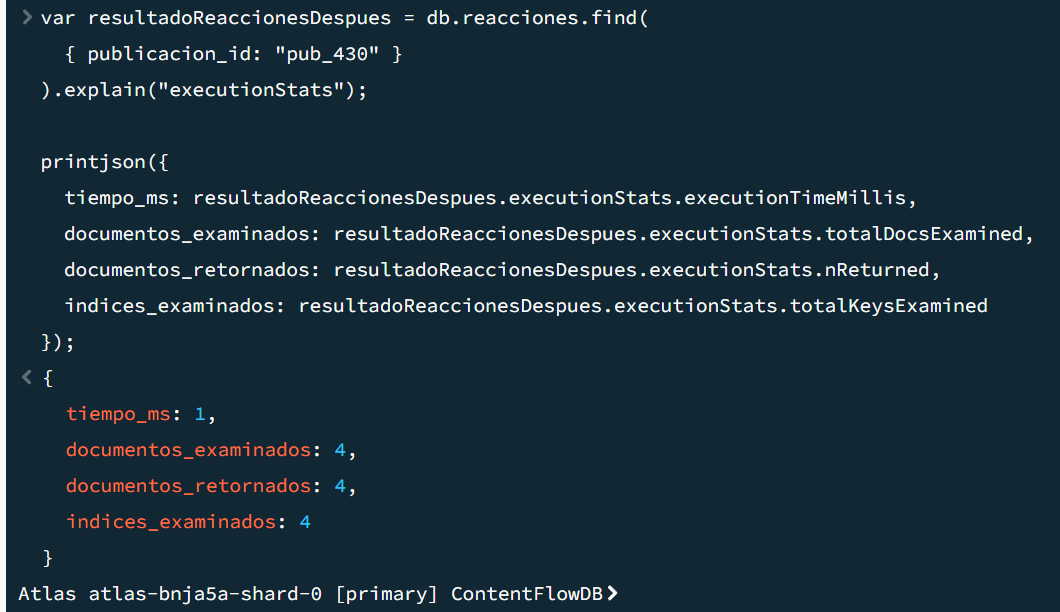 > var resultadoReaccionesDespues = db.reacciones.find(
    { publicacion_id: "pub_430" }
  ).explain("executionStats");

  printjson({
    tiempo_ms: resultadoReaccionesDespues.executionStats.executionTimeMillis,
    documentos_examinados: resultadoReaccionesDespues.executionStats.totalDocsExamined,
    documentos_retornados: resultadoReaccionesDespues.executionStats.nReturned,
    indices_examinados: resultadoReaccionesDespues.executionStats.totalKeysExamined
  });
< {
    tiempo_ms: 1,
    documentos_examinados: 4,
    documentos_retornados: 4,
    indices_examinados: 4
  }
Atlas atlas-bnja5a-shard-0 [primary] ContentFlowDB>